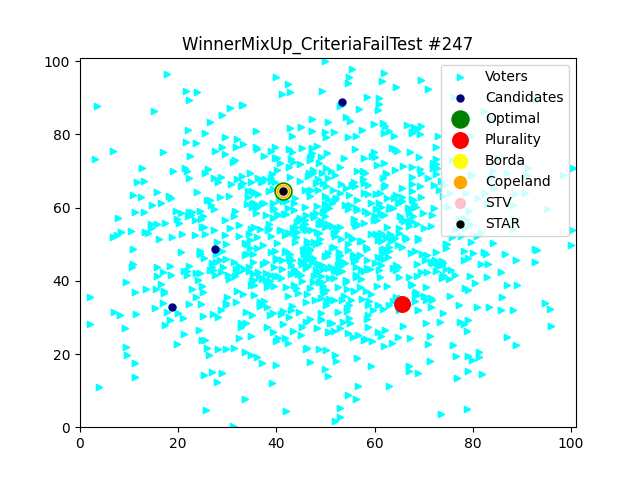 WinnerMixUp_CriteriaFailTest #247
100
80
60
40
20
0
0 20 40 60 80 100
Voters
Candidates
Optimal
Plurality
Borda
Copeland
STV
STAR